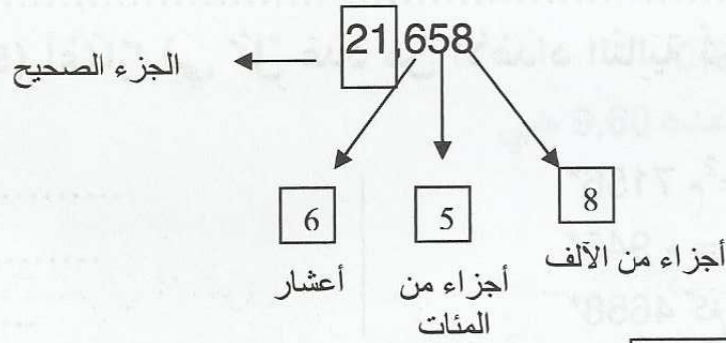 21,658
الجزء الصحيح
6
5
8
أعشار
أجزاء من المئات
أجزاء من الآلف